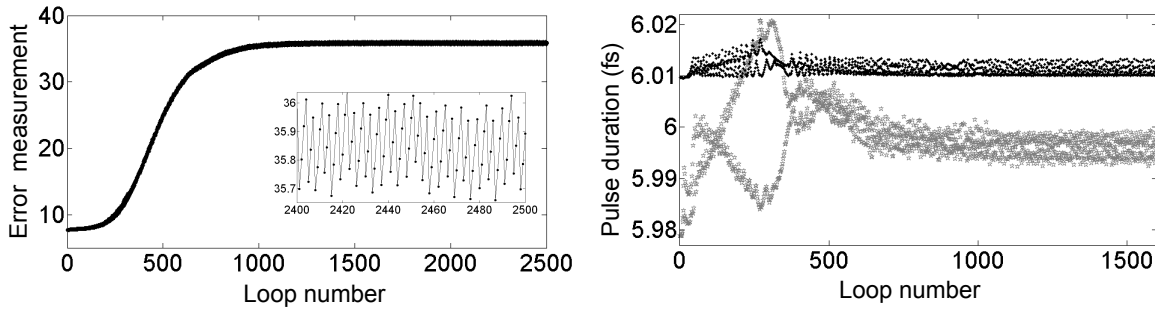 Error measurement
40
30
20
10
0 500 1000 1500 2000 2500
Loop number
36
35.9
35.8
35.7
2400 2420 2440 2460 2480 2500
Pulse duration (fs)
6.02
6.01
6
5.99
5.98
0 500 1000 1500
Loop number